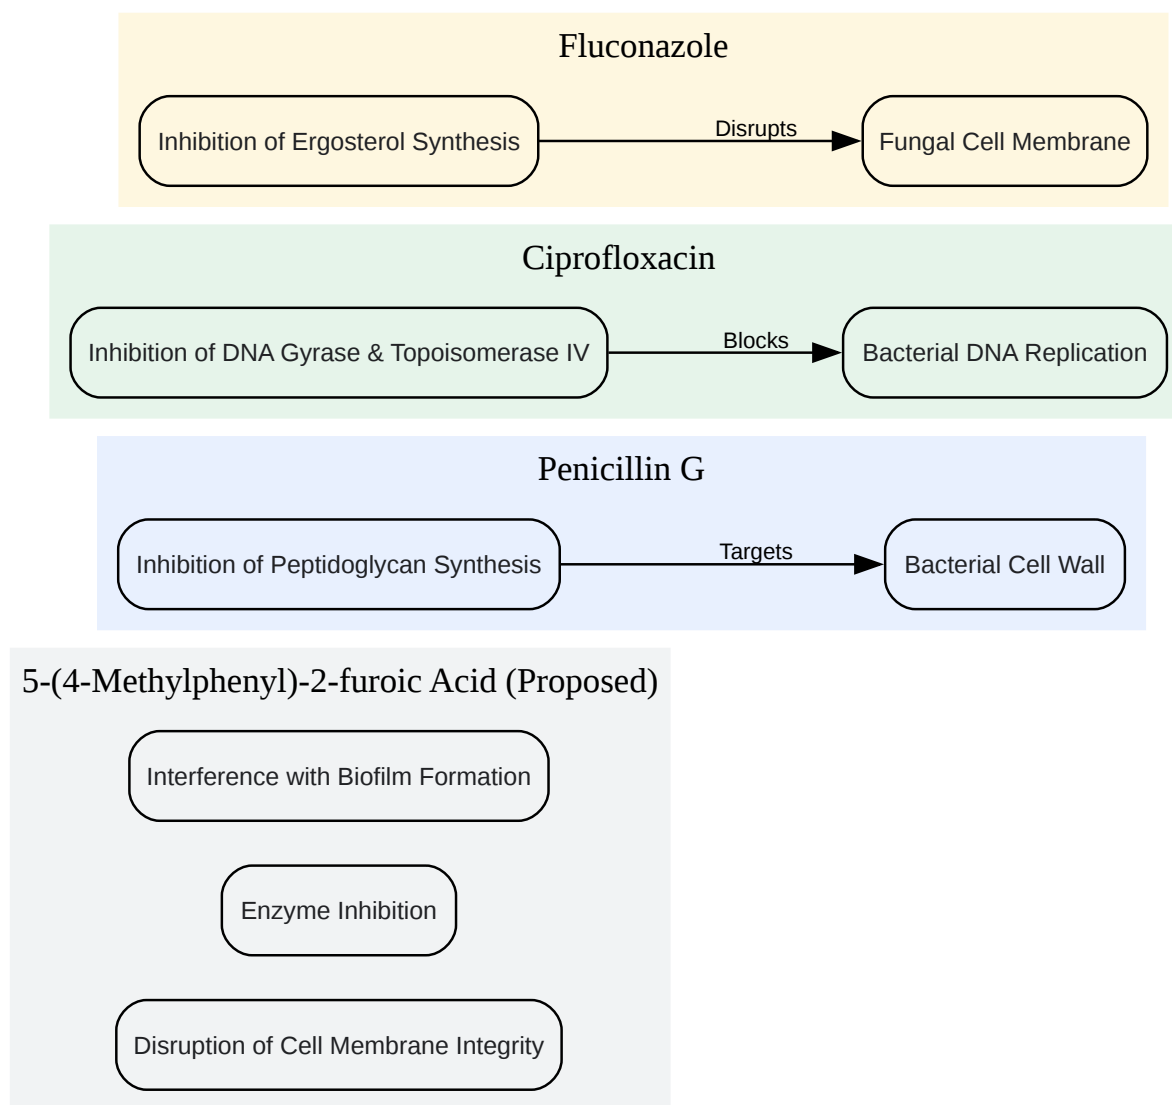 Fluconazole
Inhibition of Ergosterol Synthesis
Disrupts
Fungal Cell Membrane
Ciprofloxacin
Inhibition of DNA Gyrase & Topoisomerase IV
Blocks
Bacterial DNA Replication
Penicillin G
Inhibition of Peptidoglycan Synthesis
Targets
Bacterial Cell Wall
5-(4-Methylphenyl)-2-furoic Acid (Proposed)
Interference with Biofilm Formation
Enzyme Inhibition
Disruption of Cell Membrane Integrity